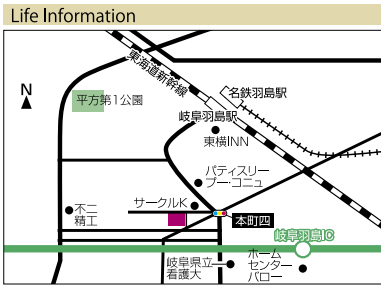 Life Information
東海道新幹線
N
平方第1公園
名鉄羽島駅
岐阜羽島駅
東横INN
パティスリー
プー・コニュ
サークルK
不二
精工
本町四
岐阜羽島IC
岐阜県立
看護大
ホーム
センター
バロー